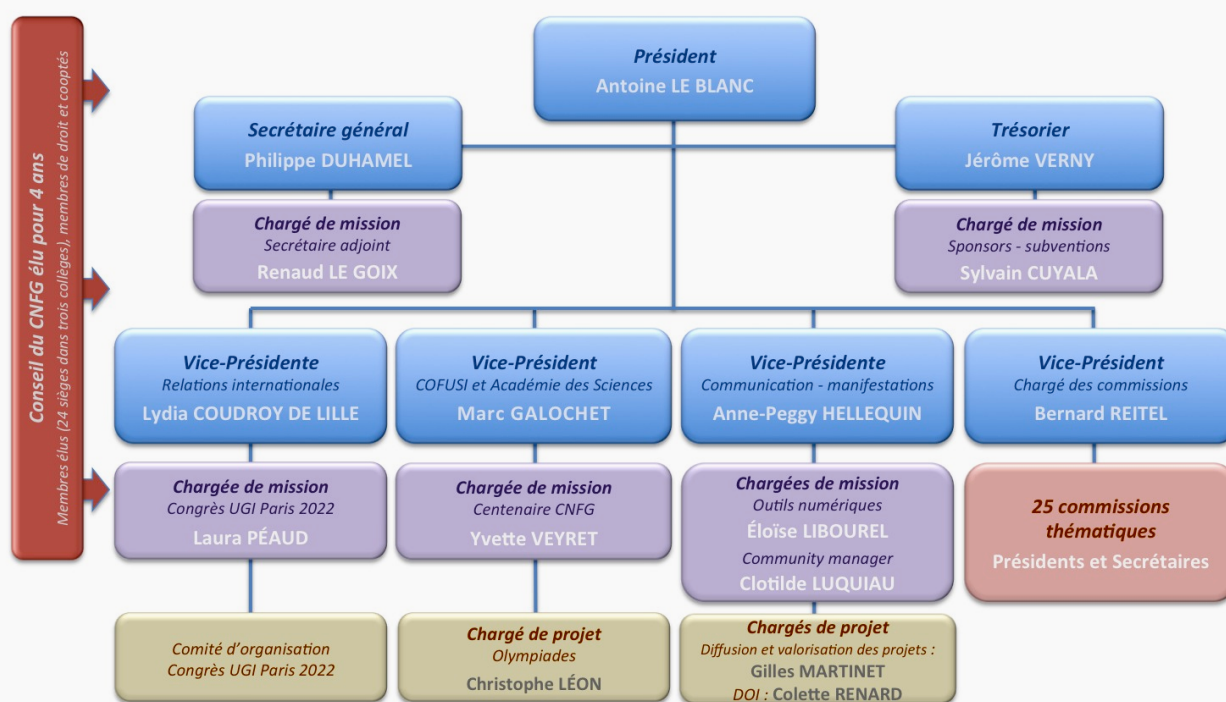 Conseil du CNFG élu pour 4 ans
Membres élus (24 sièges dans trois collèges), membres de droit et cooptés
Président
Antoine LE BLANC
Secrétaire général
Philippe DUHAMEL
Trésorier
Jérôme VERNY
Chargé de mission
Secrétaire adjoint
Renaud LE GOIX
Chargé de mission
Sponsors - subventions
Sylvain CUYALA
Vice-Présidente
Relations internationales
Lydia COUDROY DE LILLE
Vice-Président
COFUSI et Académie des Sciences
Marc GALOCHET
Vice-Présidente
Communication - manifestations
Anne-Peggy HELLEQUIN
Vice-Président
Chargé des commissions
Bernard REITEL
Chargée de mission
Congrès UGI Paris 2022
Laura PÉAUD
Chargée de mission
Centenaire CNFG
Yvette VEYRET
Chargées de mission
Outils numériques
Éloïse LIBOUREL
Community manager
Clotilde LUQUIAU
25 commissions
thématiques
Présidents et Secrétaires
Comité d'organisation
Congrès UGI Paris 2022
Chargé de projet
Olympiades
Christophe LÉON
Chargés de projet
Diffusion et valorisation des projets :
Gilles MARTINET
DOI : Colette RENARD